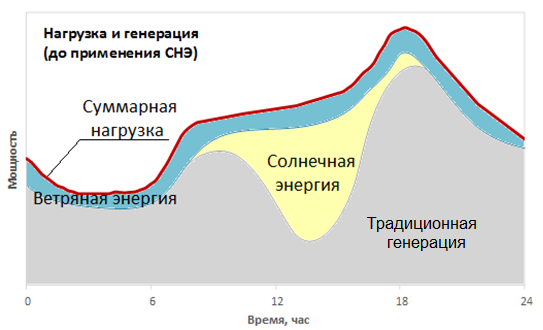 Нагрузка и генерация
(до применения СНЭ)
Суммарная
нагрузка
Ветряная энергия
Солнечная
энергия
Традиционная
генерация
Мощность
0
6
12
18
24
Время, час